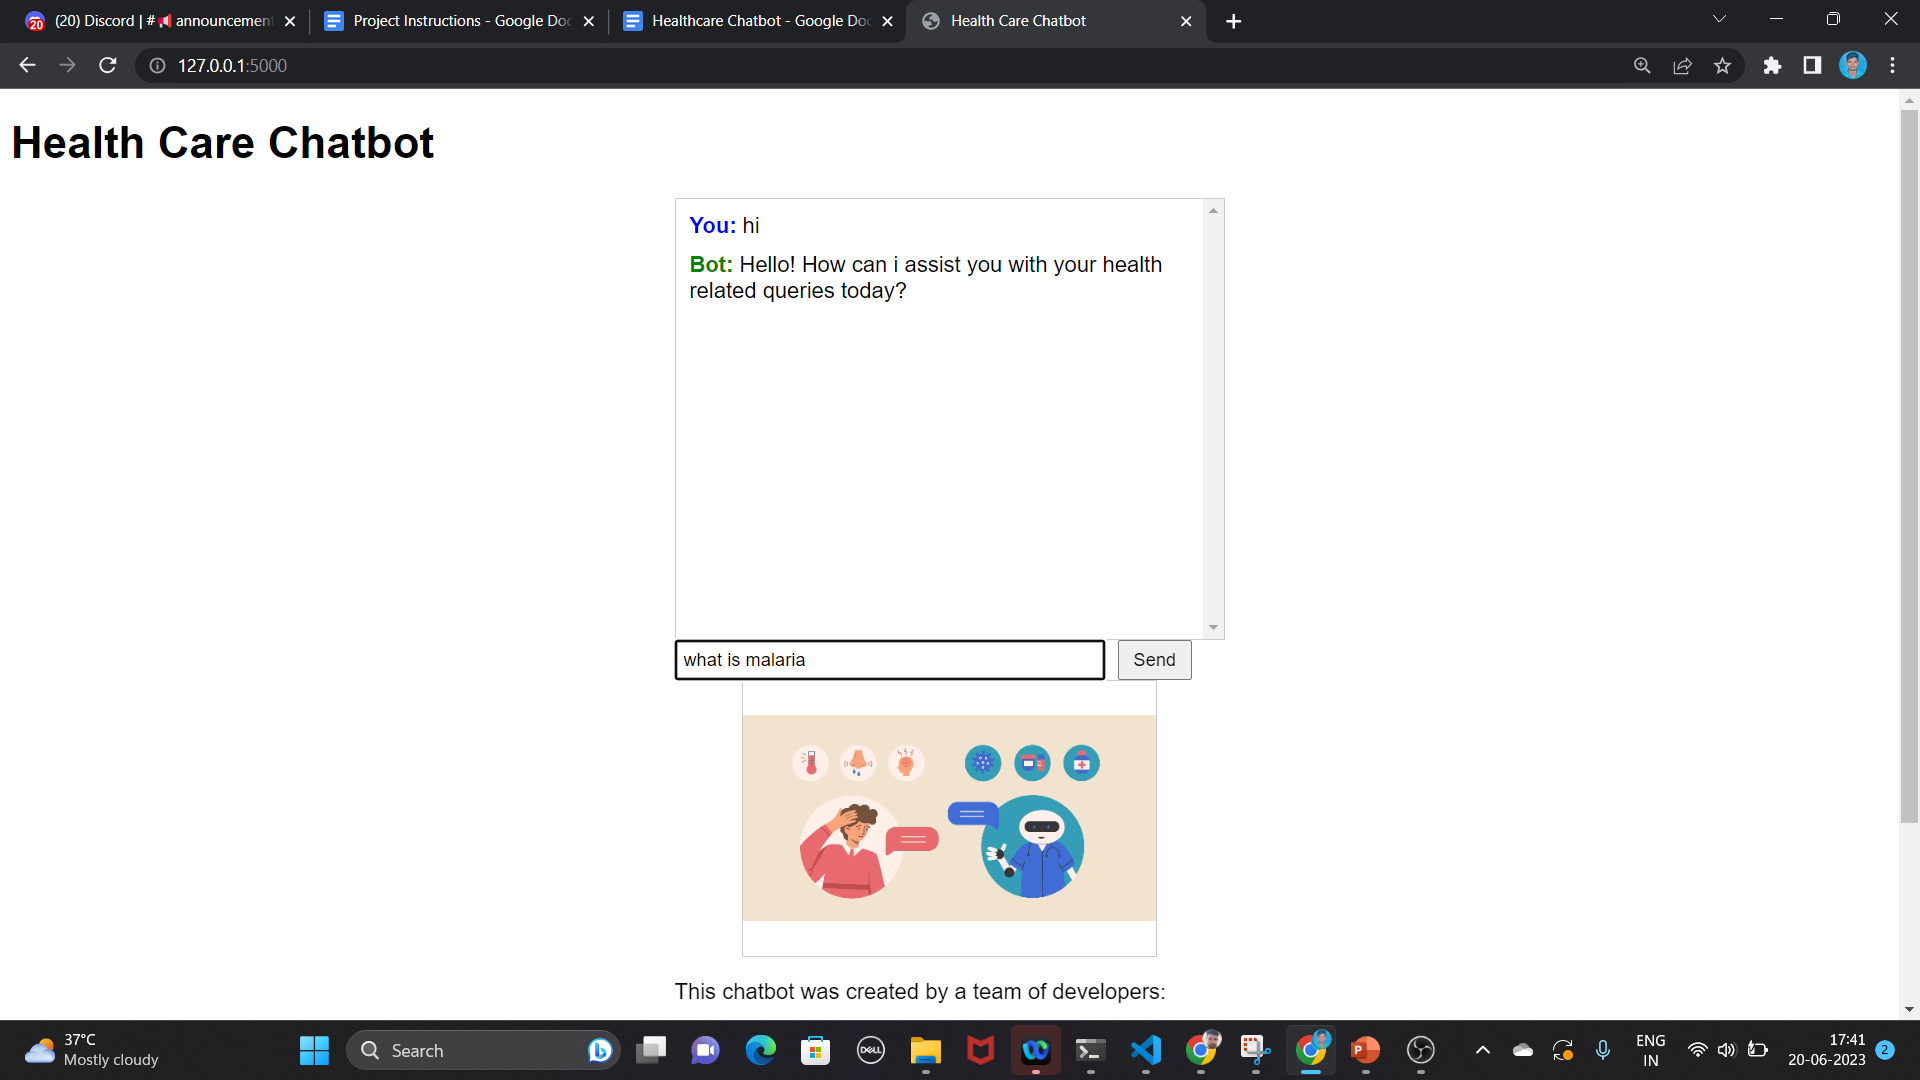 20
(20) Discord | # announcemen
Project Instructions - Google Doc
Healthcare Chatbot - Google Doc
Health Care Chatbot
127.0.0.1:5000
Health Care Chatbot
You: hi
Bot: Hello! How can i assist you with your health
related queries today?
what is malaria
Send
This chatbot was created by a team of developers:
37°C
Mostly cloudy
Search
DELL
P
ENG
IN
17:41
20-06-2023
2